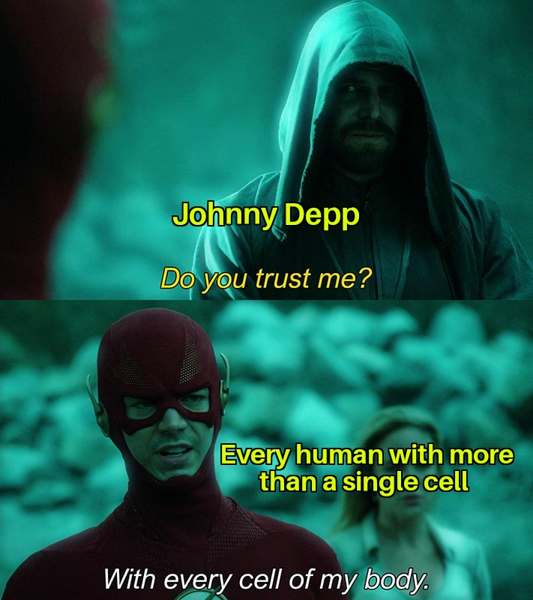 Johnny Depp
Do you trust me?
Every human with more
than a single cell
With every cell of my body.